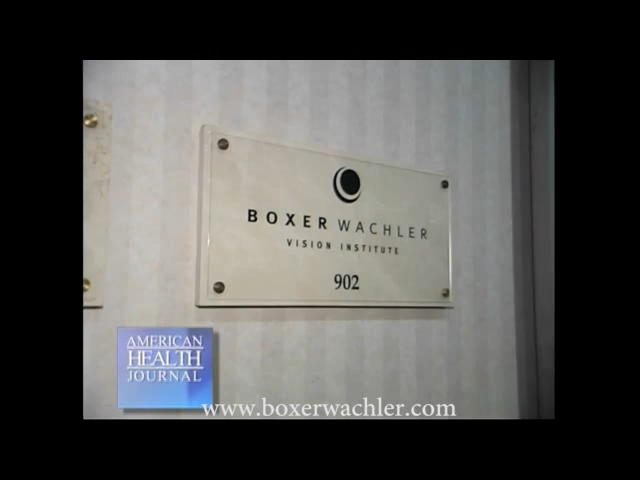 BOXER WACHLER
VISION INSTITUTE
902
AMERICAN
HEALTH
JOURNAL
www.boxerwachler.com